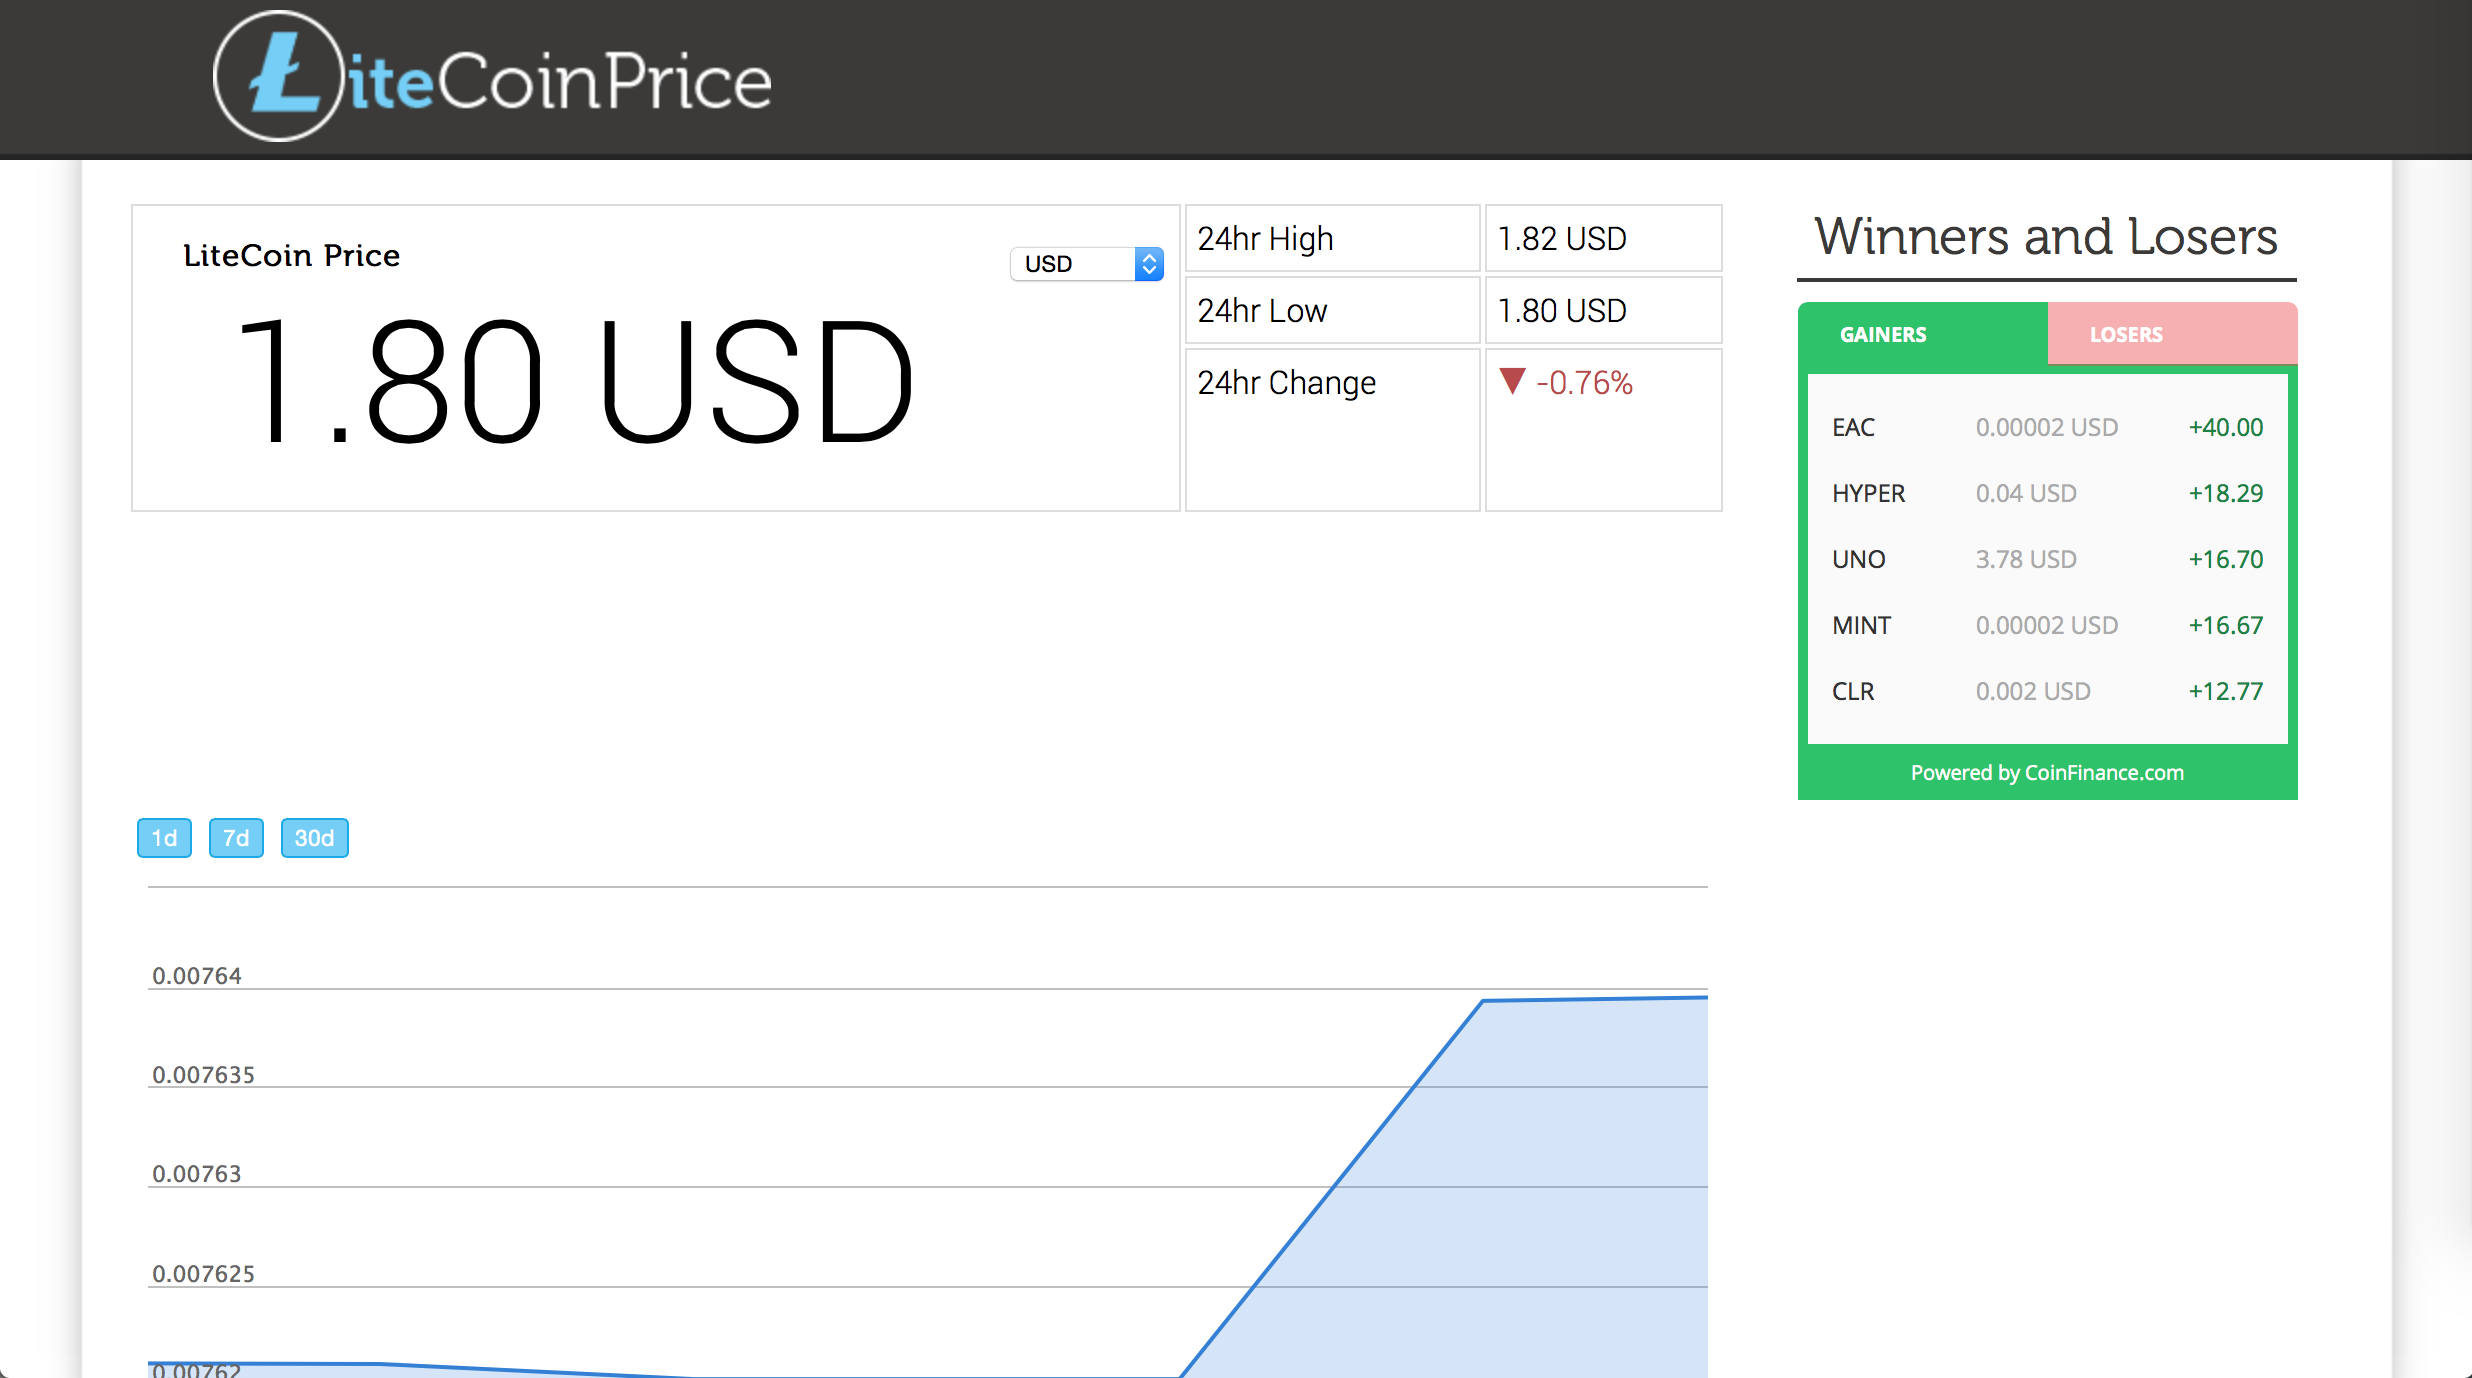 LiteCoinPrice
LiteCoin Price
USD
1.80 USD
24hr High 1.82 USD
24hr Low 1.80 USD
24hr Change ▼ -0.76%
Winners and Losers
GAINERS LOSERS
EAC 0.00002 USD +40.00
HYPER 0.04 USD +18.29
UNO 3.78 USD +16.70
MINT 0.00002 USD +16.67
CLR 0.002 USD +12.77
Powered by CoinFinance.com
1d 7d 30d
0.00764
0.007635
0.00763
0.007625
0.00762